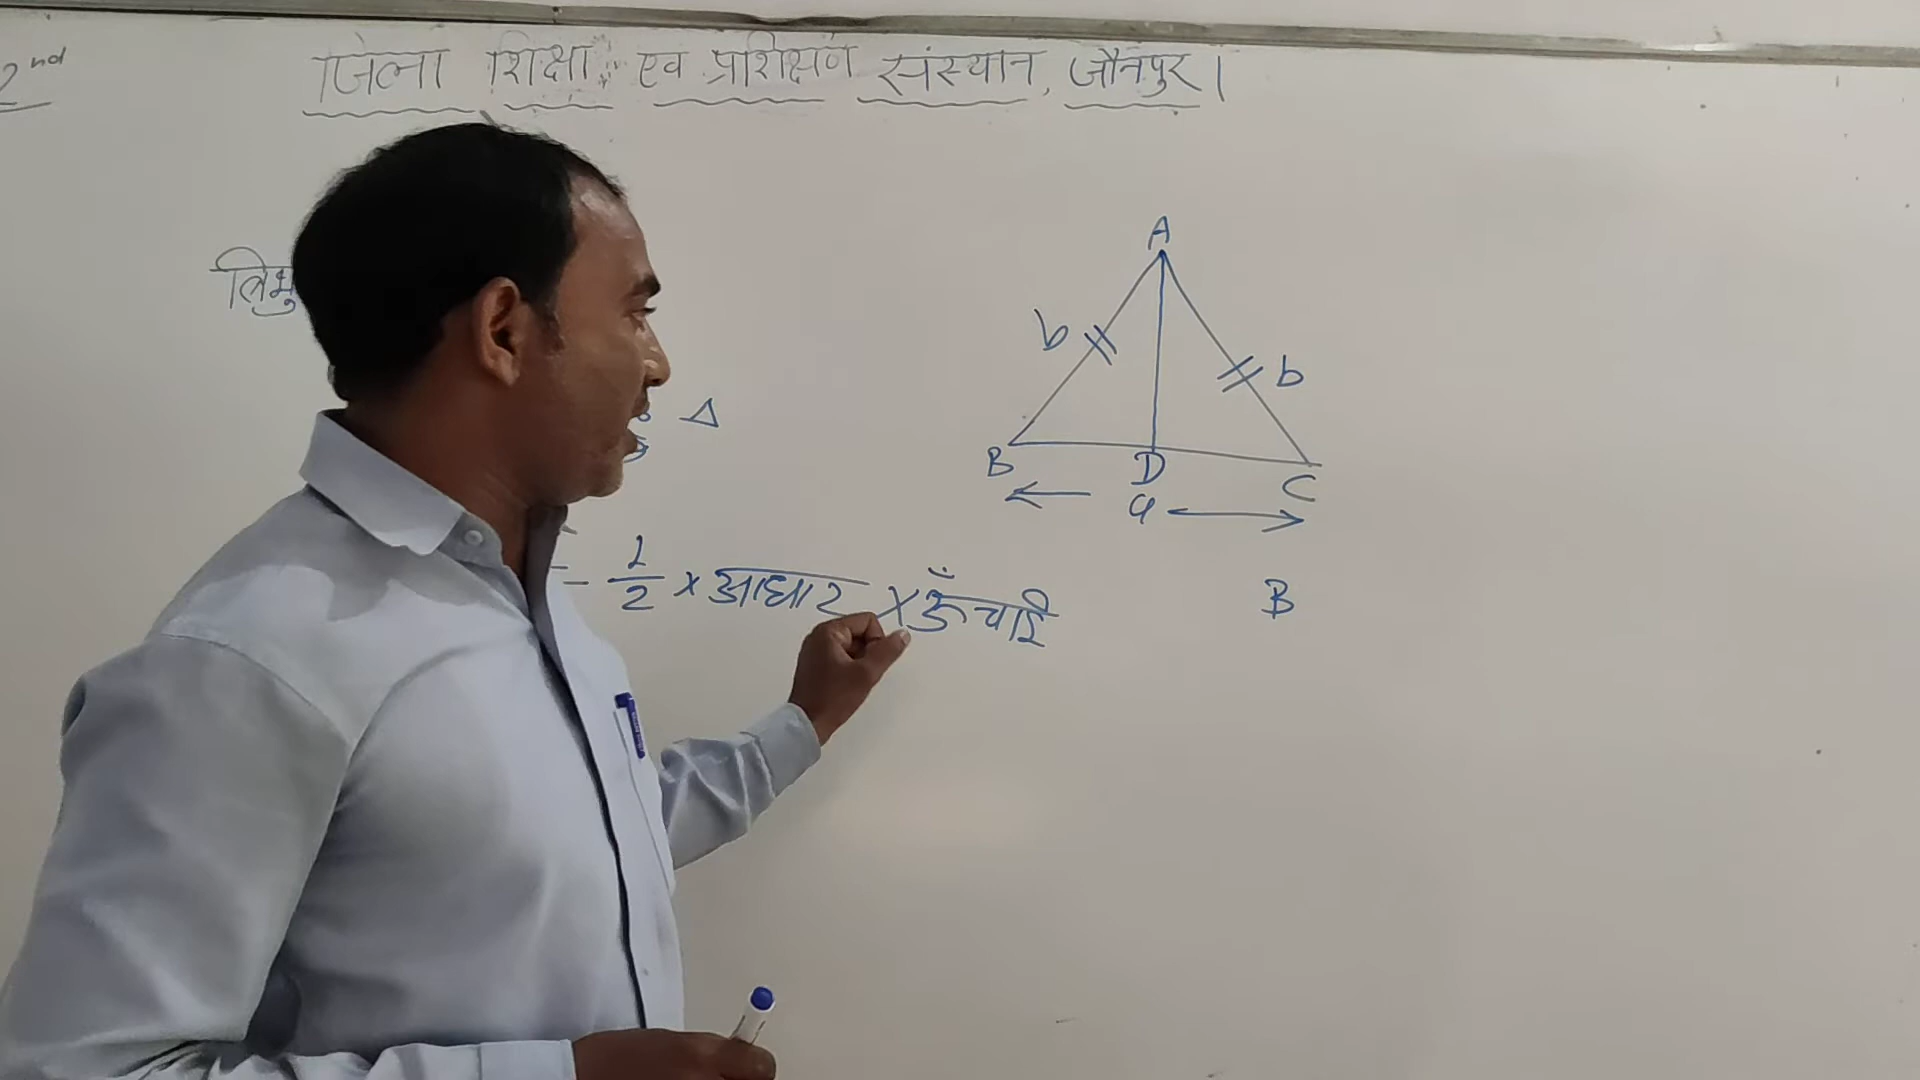 2nd
जिला शिक्षा एव प्रशिक्षण संस्थान, जौनपुर।
A
b b
Δ
B D C
a
= 1/2 × आधार × ऊँचाई
B